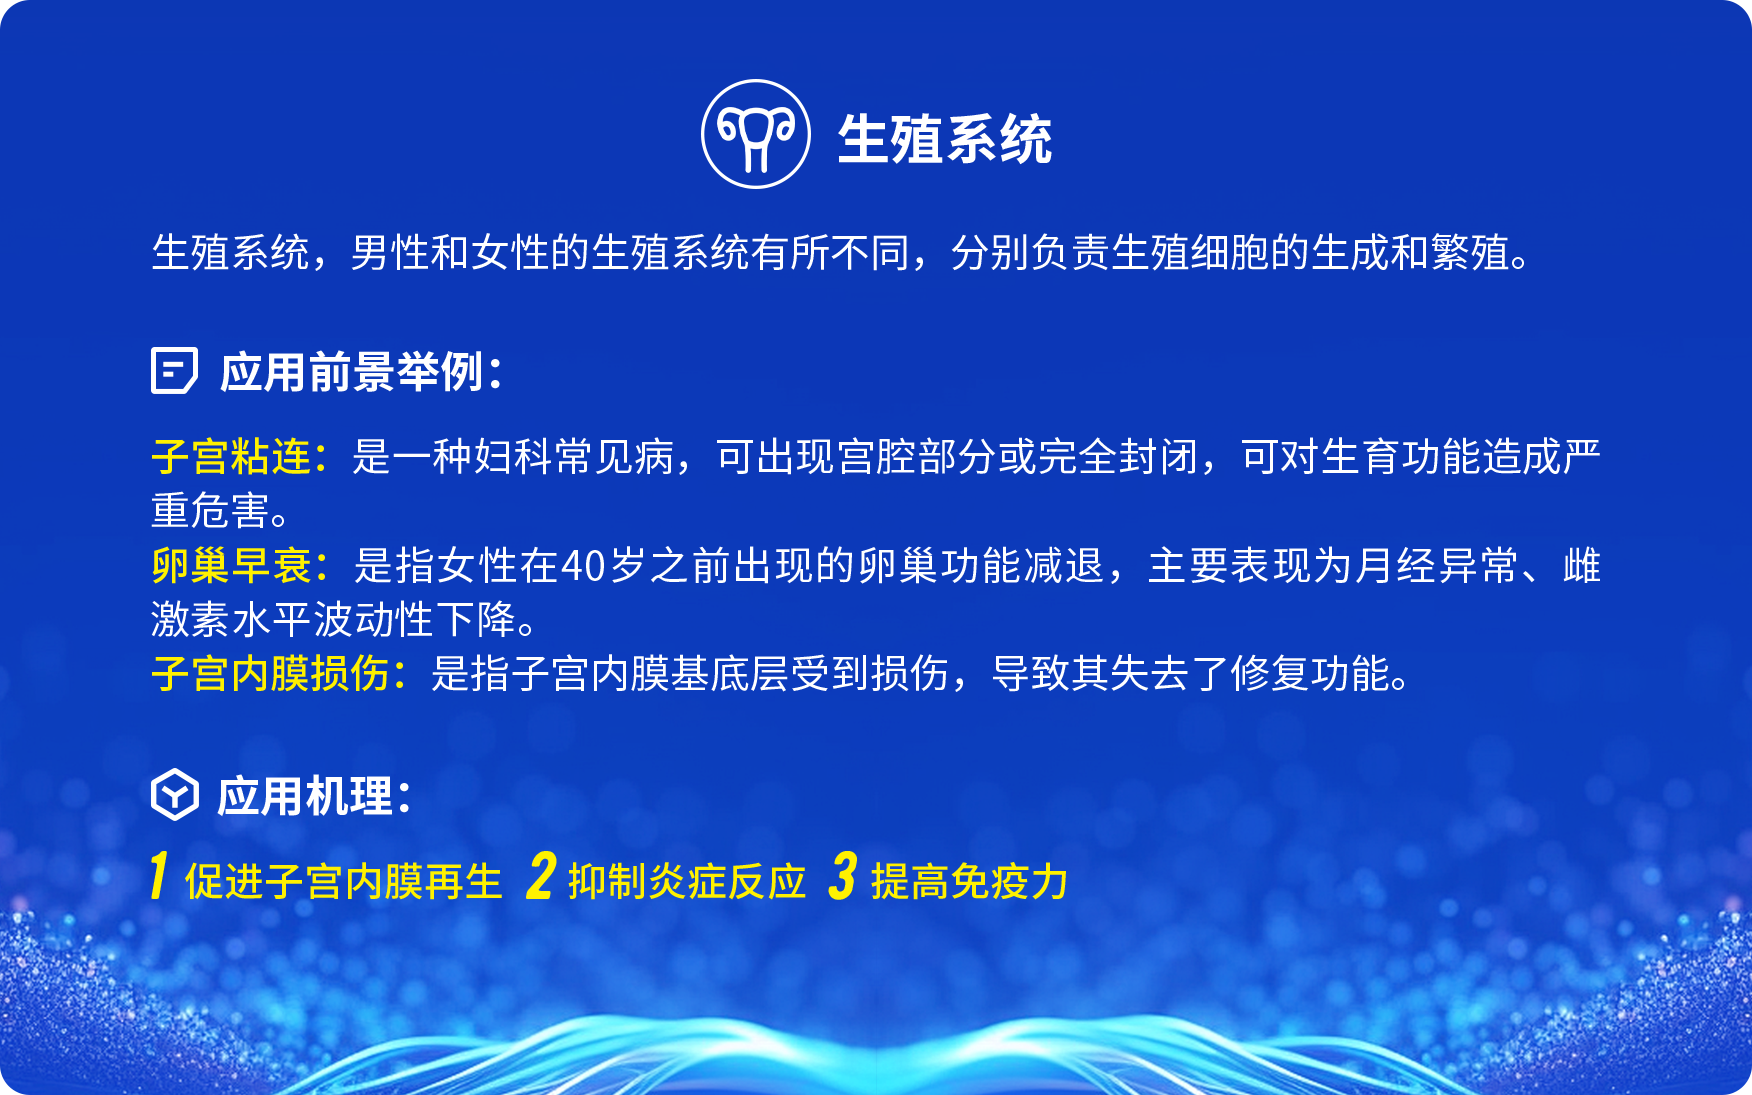 生殖系统
生殖系统，男性和女性的生殖系统有所不同，分别负责生殖细胞的生成和繁殖。
应用前景举例：
子宫粘连：是一种妇科常见病，可出现宫腔部分或完全封闭，可对生育功能造成严
重危害。
卵巢早衰：是指女性在40岁之前出现的卵巢功能减退，主要表现为月经异常、雌
激素水平波动性下降。
子宫内膜损伤：是指子宫内膜基底层受到损伤，导致其失去了修复功能。
应用机理：
1 促进子宫内膜再生 2 抑制炎症反应 3 提高免疫力